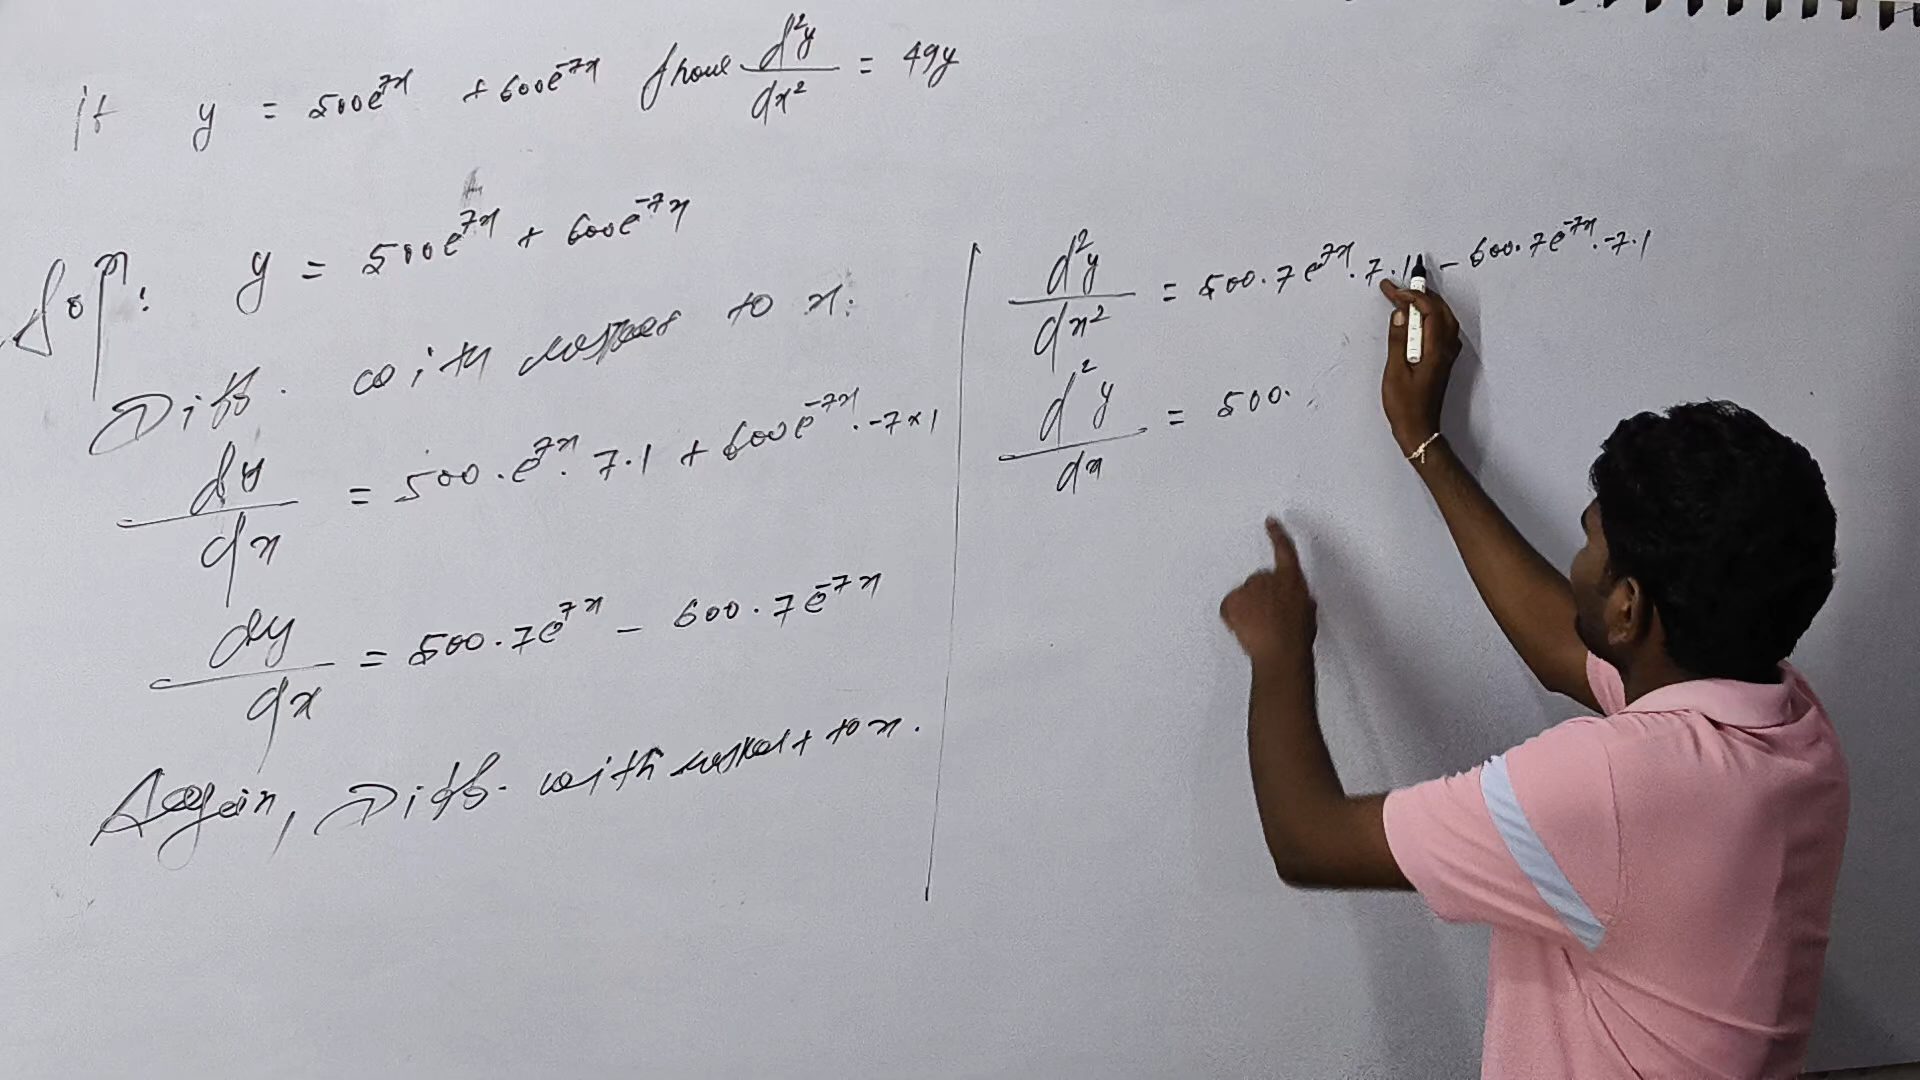 If y = 500e^7x + 600e^-7x prove d²y/dx² = 49y
Sol^n: y = 500e^7x + 600e^-7x
Diff. with respect to x.
dy/dx = 500.e^7x.7.1 + 600e^-7x.-7×1
dy/dx = 500.7e^7x - 600.7e^-7x
Again, Diff. with respect to x.
d²y/dx² = 500.7e^7x.7.1 - 600.7e^-7x.-7.1
d²y/dx = 500.